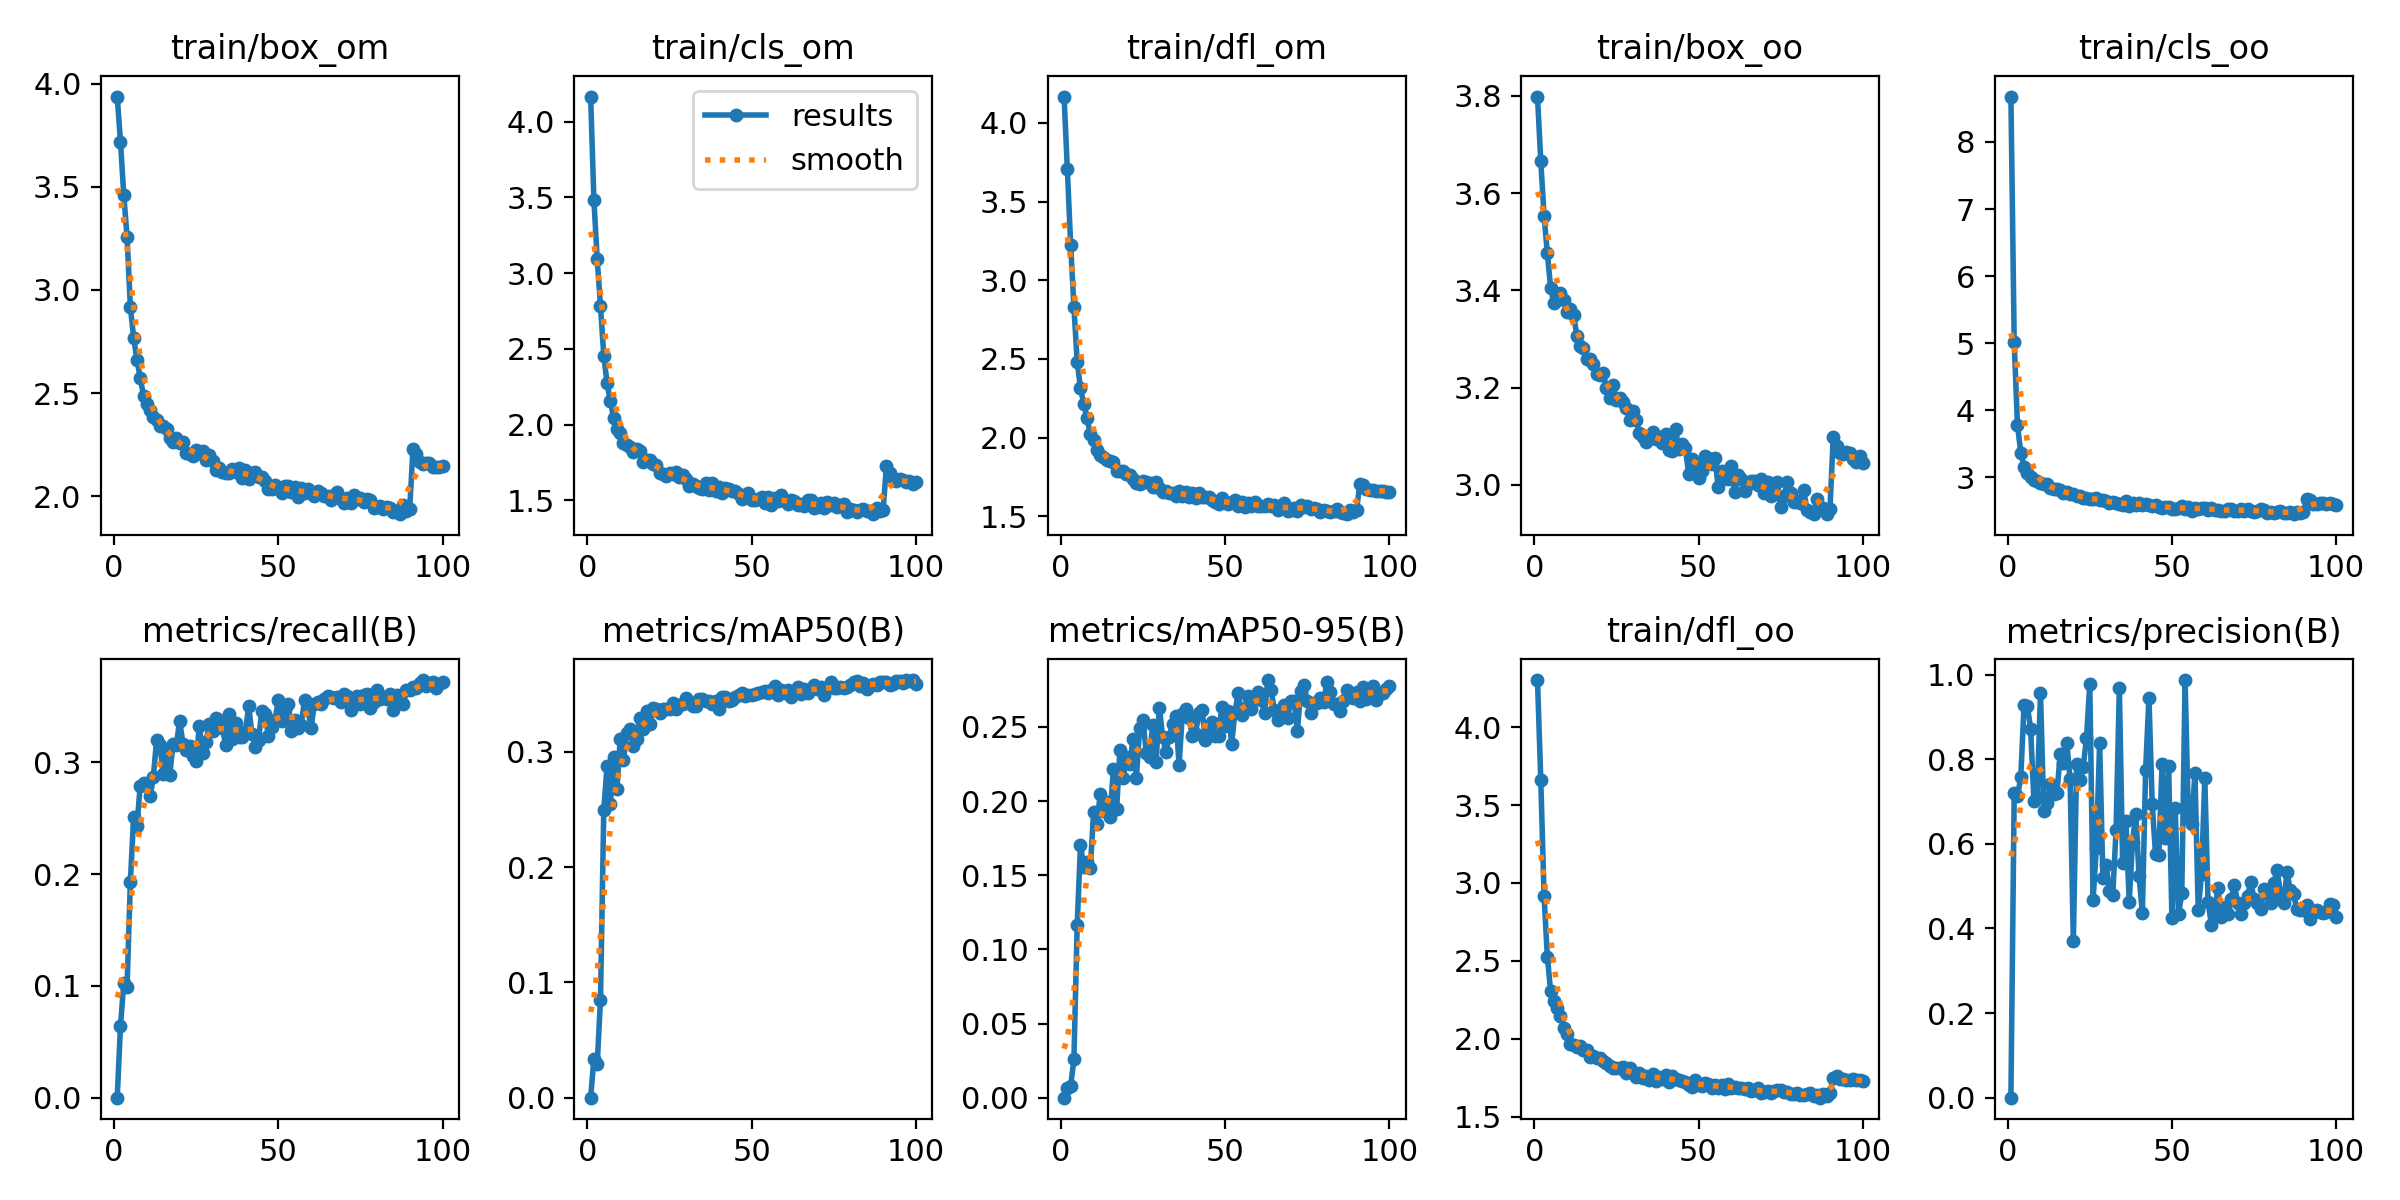 train/box_om
train/cls_om
train/dfl_om
train/box_oo
train/cls_oo
4.0
3.5
3.0
2.5
2.0
0 50 100
results
smooth
4.0
3.5
3.0
2.5
2.0
1.5
0 50 100
4.0
3.5
3.0
2.5
2.0
1.5
0 50 100
3.8
3.6
3.4
3.2
3.0
0 50 100
8
7
6
5
4
3
0 50 100
metrics/recall(B)
metrics/mAP50(B)
metrics/mAP50-95(B)
train/dfl_oo
metrics/precision(B)
0.3
0.2
0.1
0.0
0 50 100
0.3
0.2
0.1
0.0
0 50 100
0.25
0.20
0.15
0.10
0.05
0.00
0 50 100
4.0
3.5
3.0
2.5
2.0
1.5
0 50 100
1.0
0.8
0.6
0.4
0.2
0.0
0 50 100